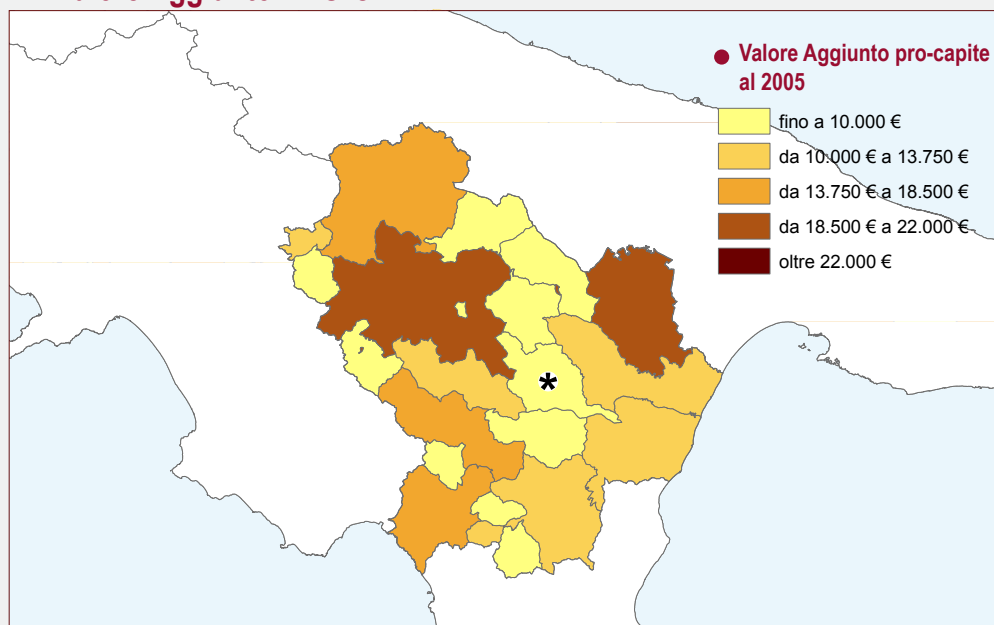 ● Valore Aggiunto pro-capite
al 2005
fino a 10.000 €
da 10.000 € a 13.750 €
da 13.750 € a 18.500 €
da 18.500 € a 22.000 €
oltre 22.000 €
*